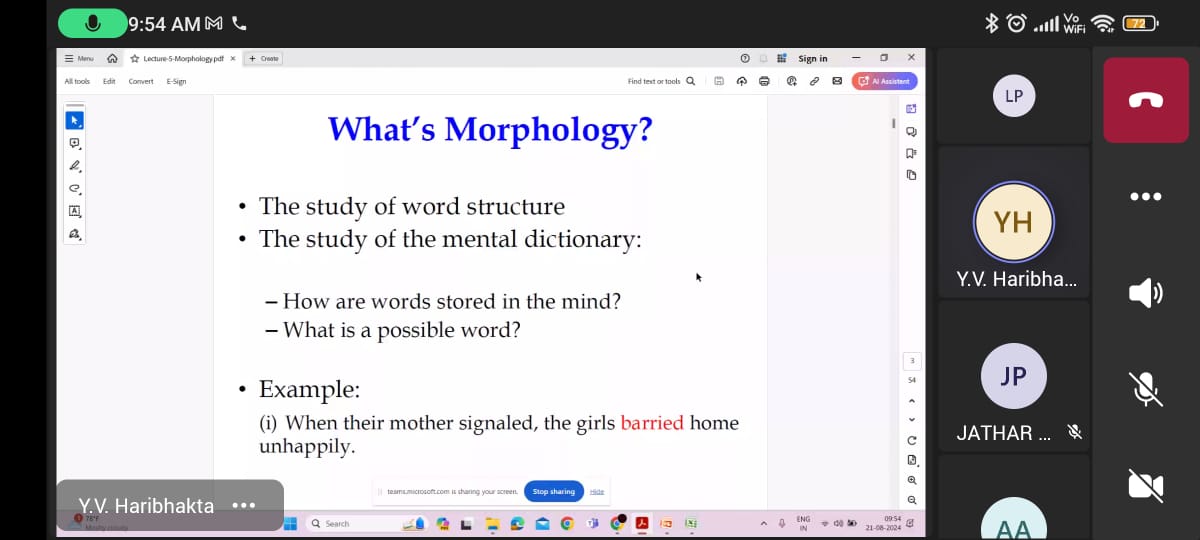 9:54 AM
Vo
WiFi
72
Menu
Lecture-5-Morphology.pdf
Create
Sign in
All tools Edit Convert E-Sign
Find text or tools
AI Assistant
What's Morphology?
• The study of word structure
• The study of the mental dictionary:
– How are words stored in the mind?
– What is a possible word?
• Example:
(i) When their mother signaled, the girls barried home
unhappily.
3
54
teams.microsoft.com is sharing your screen.
Stop sharing
Hide
Y.V. Haribhakta
78°F
Mostly cloudy
Search
ENG
IN
09:54
21-08-2024
LP
YH
Y.V. Haribha...
JP
JATHAR ...
AA